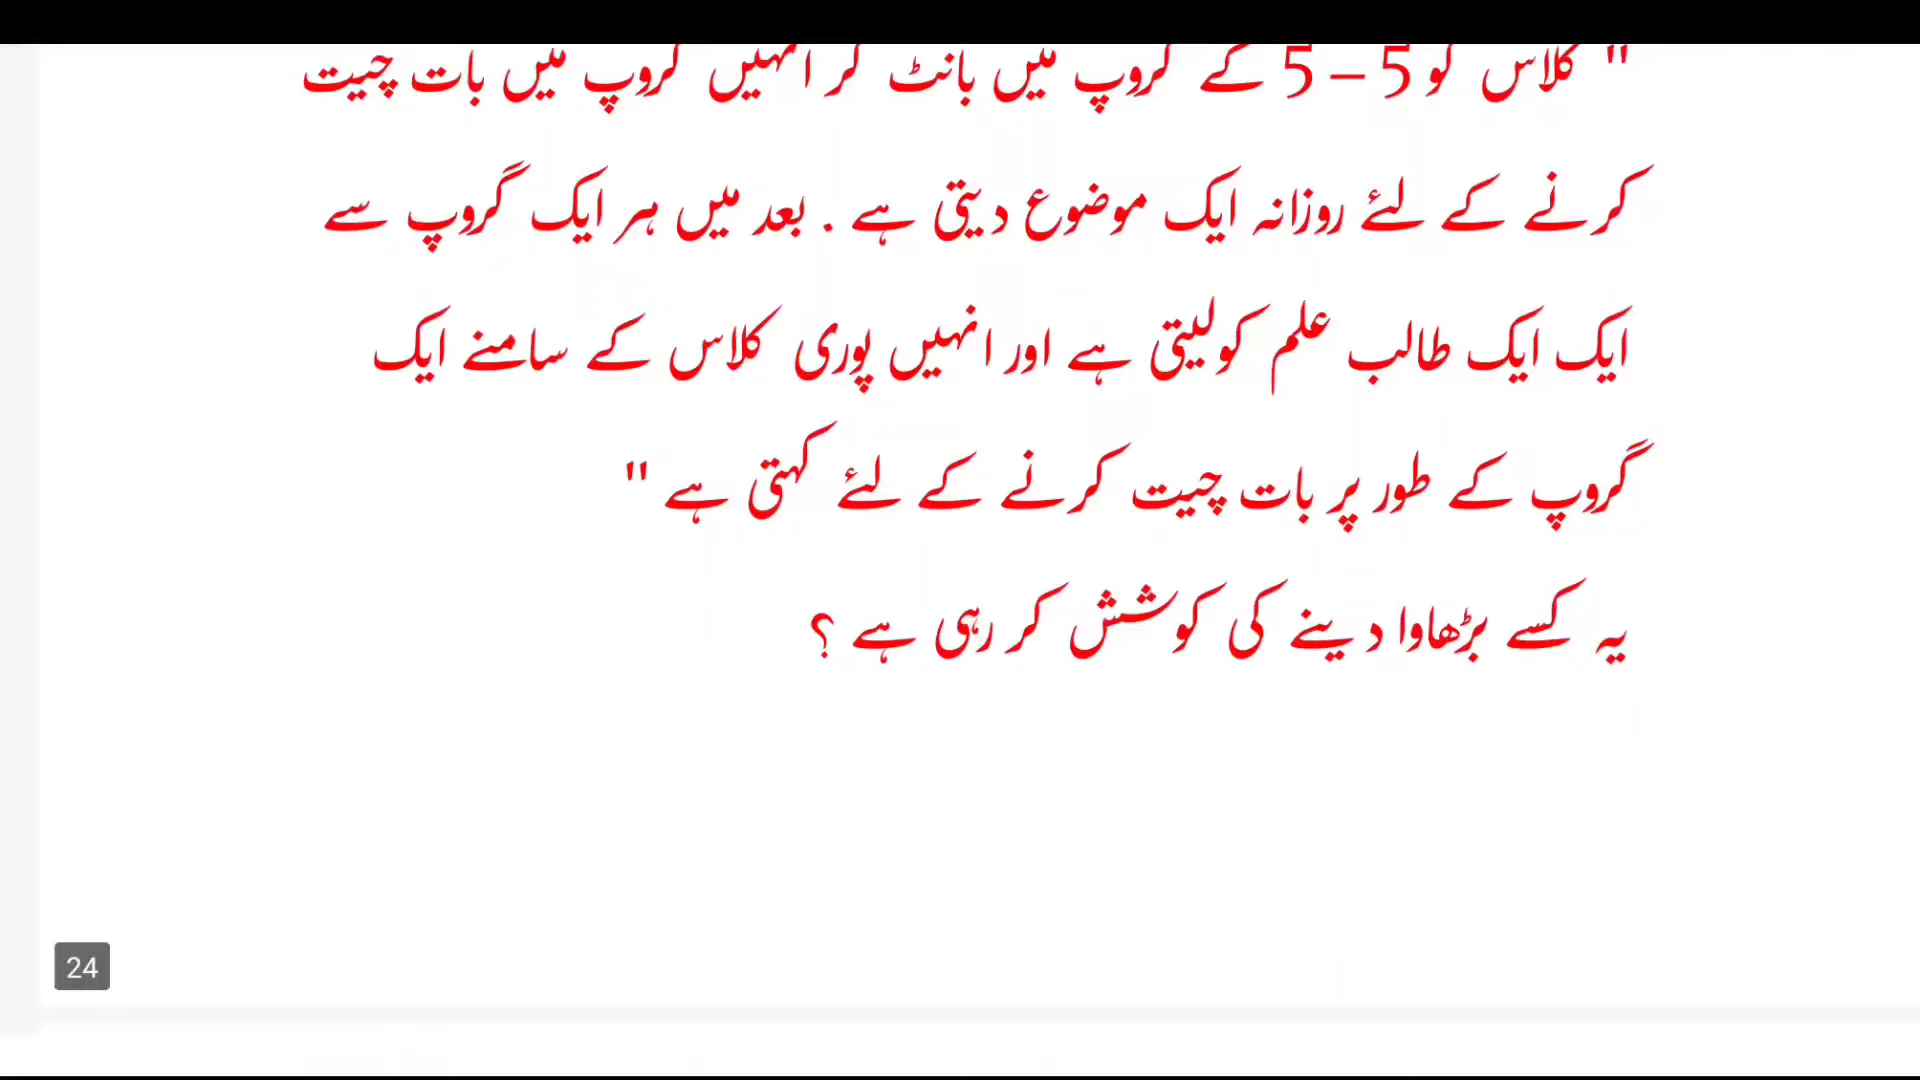 " کلاس کو 5 – 5 کے گروپ میں بانٹ کر انہیں گروپ میں بات چیت
کرنے کے لئے روزانہ ایک موضوع دیتی ہے . بعد میں ہر ایک گروپ سے
ایک ایک طالب علم کولیتی ہے اور انہیں پوری کلاس کے سامنے ایک
گروپ کے طور پر بات چیت کرنے کے لئے کہتی ہے "
یہ کسے بڑھاوا دینے کی کوشش کر رہی ہے ؟
24